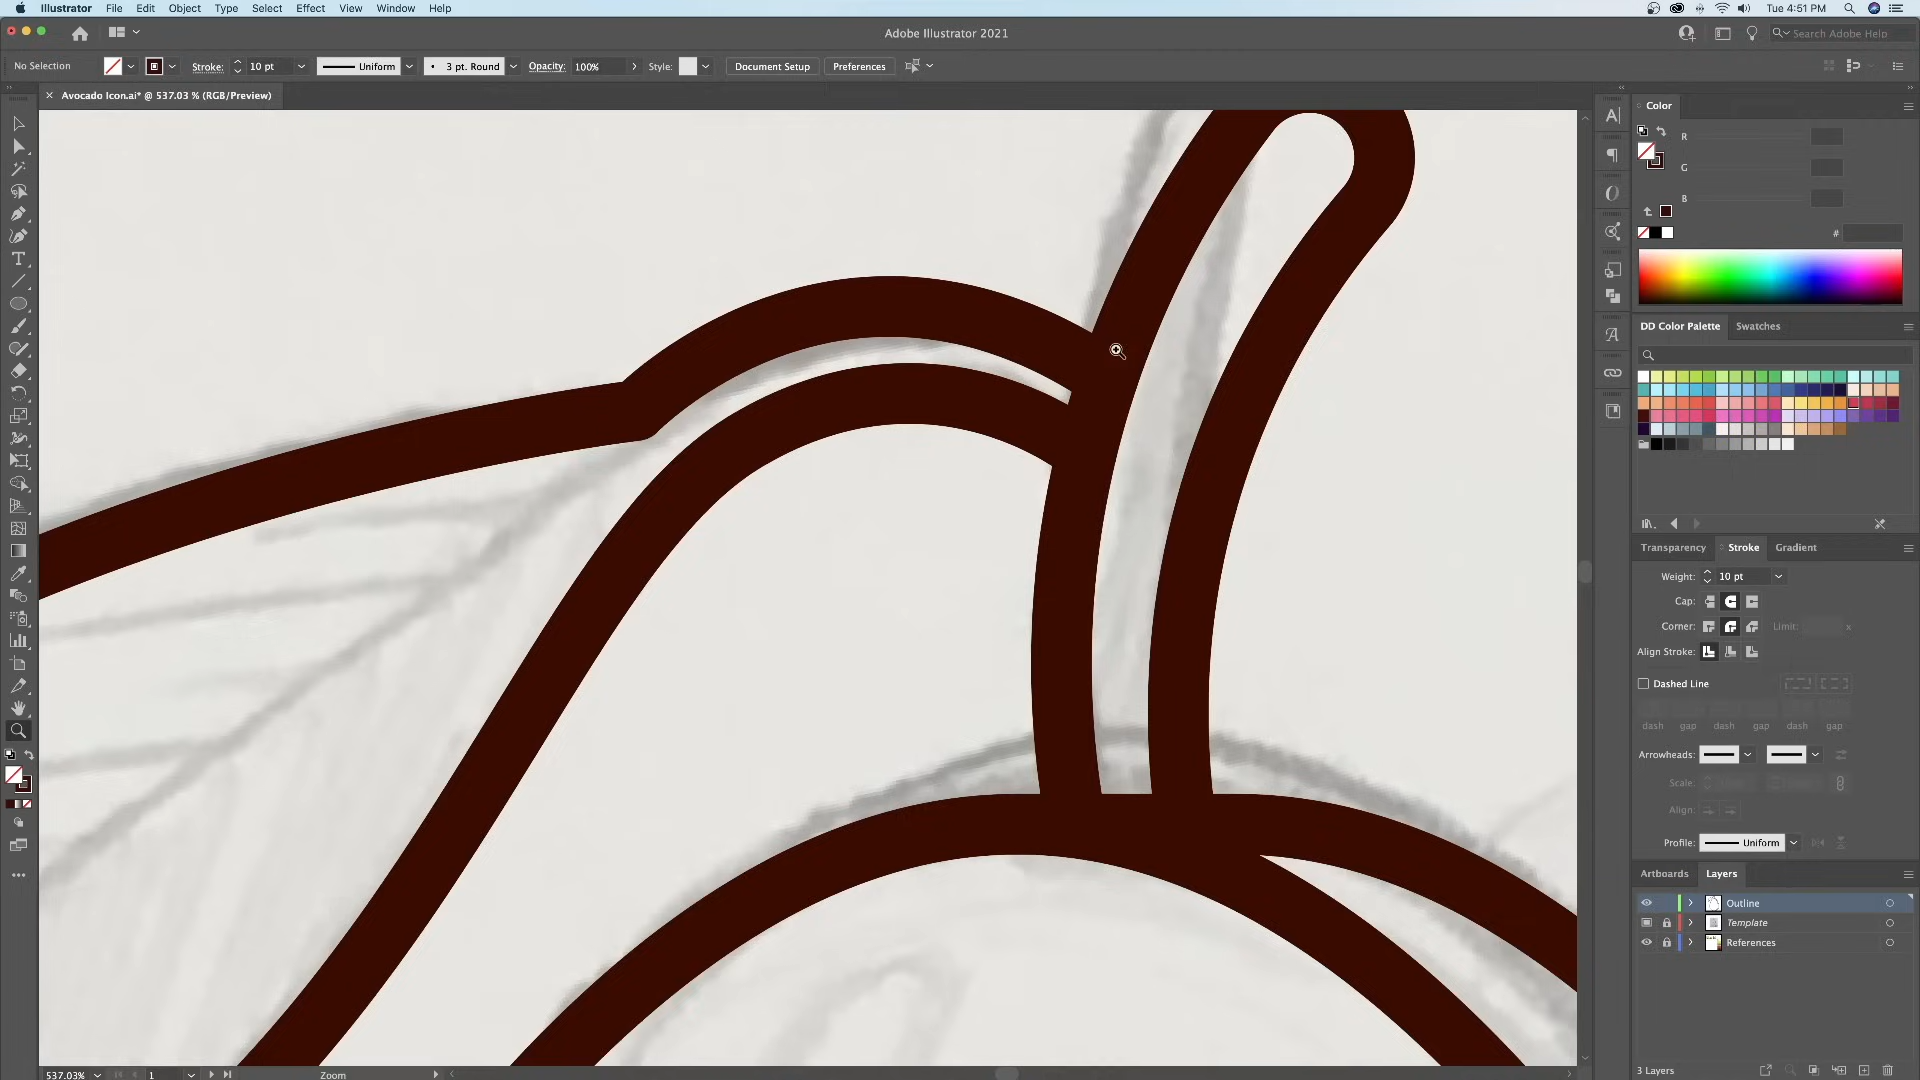 Illustrator File Edit Object Type Select Effect View Window Help Tue 4:51 PM
Adobe Illustrator 2021 Search Adobe Help
No Selection Stroke: 10 pt Uniform 3 pt. Round Opacity: 100% Style: Document Setup Preferences
Avocado Icon.ai* @ 537.03 % (RGB/Preview)
Color
R
G
B
#
DD Color Palette Swatches
Transparency Stroke Gradient
Weight: 10 pt
Cap:
Corner: Limit: x
Align Stroke:
Dashed Line
dash gap dash gap dash gap
Arrowheads:
Scale:
Align:
Profile: Uniform
Artboards Layers
Outline
Template
References
3 Layers
537.03% 1 Zoom